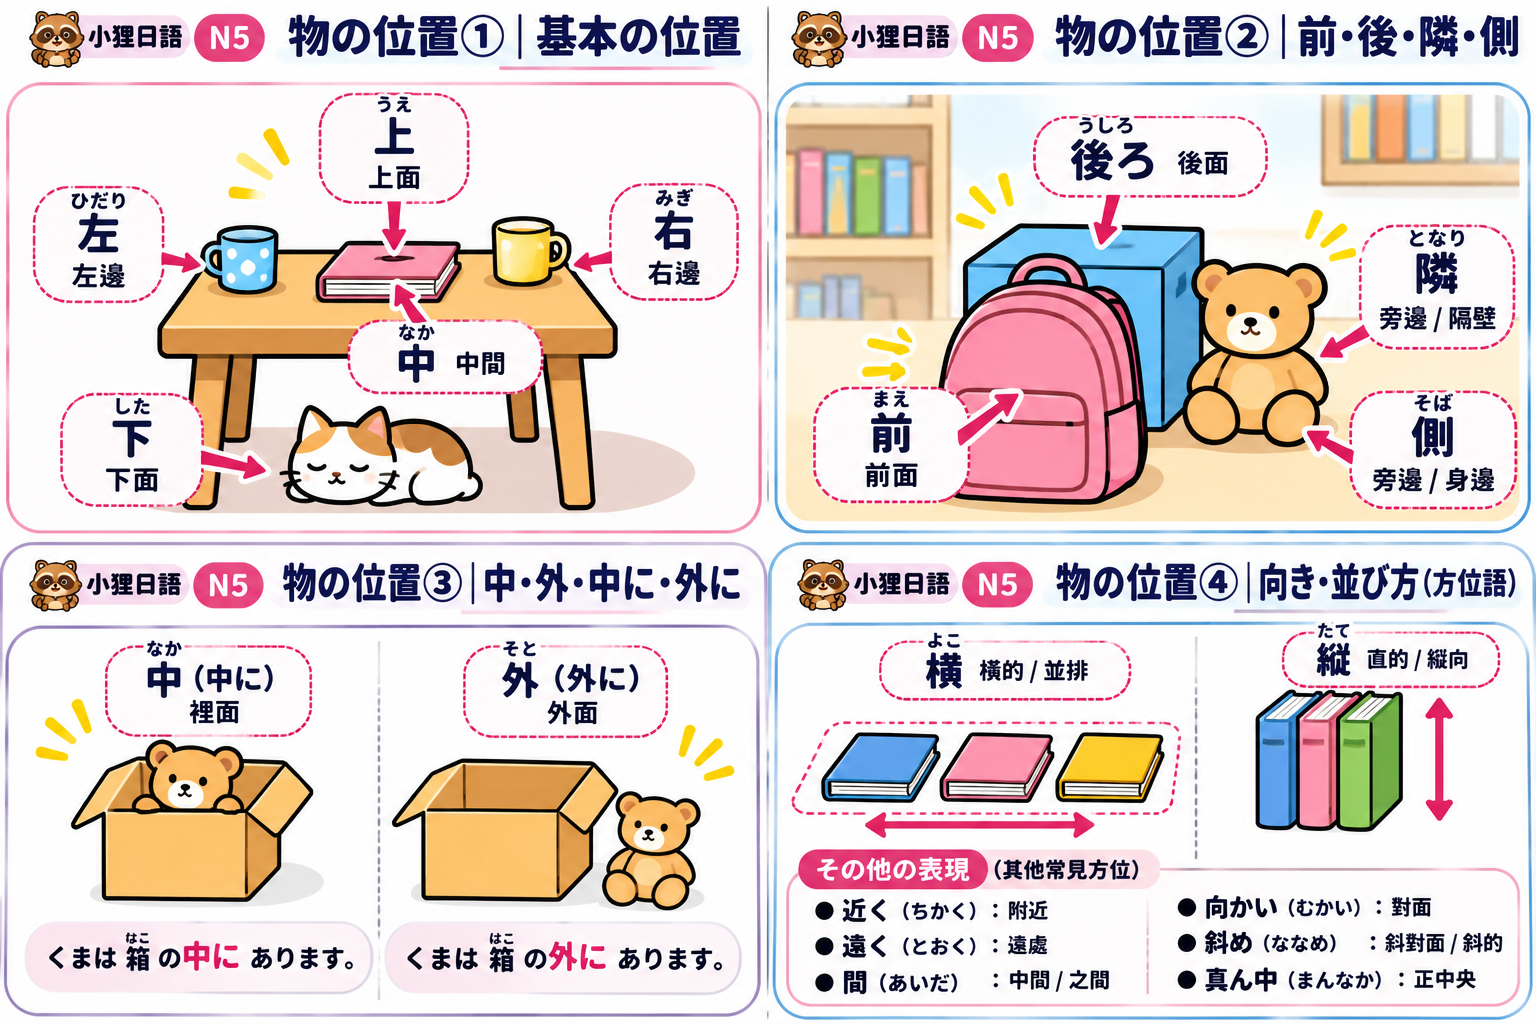 小狸日語 N5 物の位置①｜基本の位置
うえ
上
上面
ひだり
左
左邊
みぎ
右
右邊
なか
中 中間
した
下
下面
小狸日語 N5 物の位置②｜前・後・隣・側
うしろ
後ろ 後面
となり
隣
旁邊 / 隔壁
まえ
前
前面
そば
側
旁邊 / 身邊
小狸日語 N5 物の位置③｜中・外・中に・外に
なか
中（中に）
裡面
そと
外（外に）
外面
はこ
くまは 箱 の中に あります。
はこ
くまは 箱 の外に あります。
小狸日語 N5 物の位置④｜向き・並び方（方位語）
よこ
横 橫的 / 並排
たて
縦 直的 / 縱向
その他の表現（其他常見方位）
● 近く（ちかく）：附近
● 遠く（とおく）：遠處
● 間（あいだ）：中間 / 之間
● 向かい（むかい）：對面
● 斜め（ななめ）：斜對面 / 斜的
● 真ん中（まんなか）：正中央